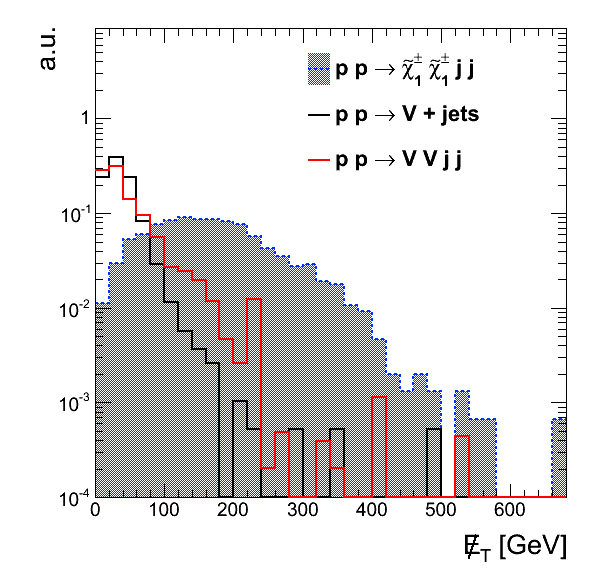 a.u.
p p → χ̃₁± χ̃₁± j j
p p → V + jets
p p → V V j j
1
10⁻¹
10⁻²
10⁻³
10⁻⁴
0 100 200 300 400 500 600
E̸_T [GeV]